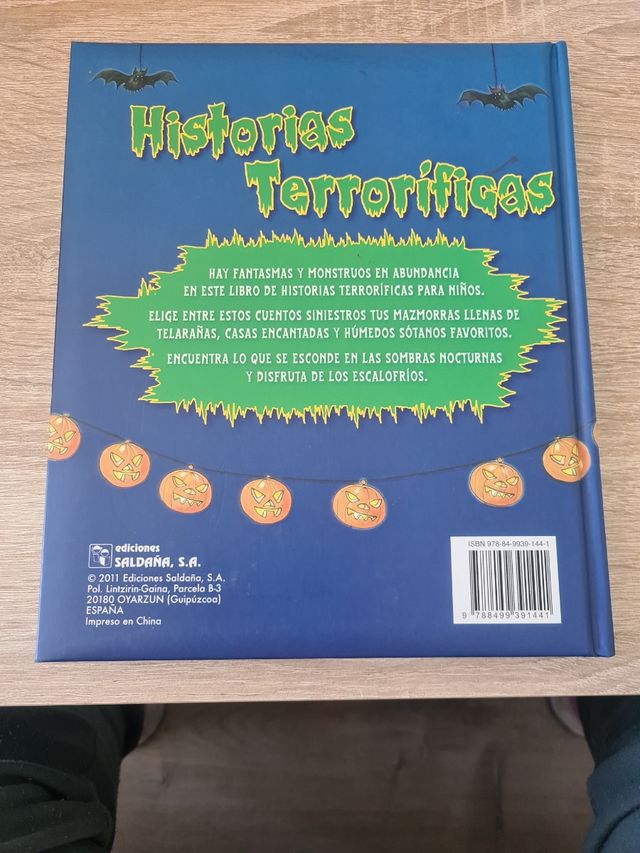 Historias
Terroríficas
HAY FANTASMAS Y MONSTRUOS EN ABUNDANCIA
EN ESTE LIBRO DE HISTORIAS TERRORÍFICAS PARA NIÑOS.
ELIGE ENTRE ESTOS CUENTOS SINIESTROS TUS MAZMORRAS LLENAS DE
TELARAÑAS, CASAS ENCANTADAS Y HÚMEDOS SÓTANOS FAVORITOS.
ENCUENTRA LO QUE SE ESCONDE EN LAS SOMBRAS NOCTURNAS
Y DISFRUTA DE LOS ESCALOFRÍOS.
ediciones
SALDAÑA, S.A.
© 2011 Ediciones Saldaña, S.A.
Pol. Lintzirin-Gaina, Parcela B-3
20180 OYARZUN (Guipúzcoa)
ESPAÑA
Impreso en China
ISBN 978-84-9939-144-1
9 788499 391441